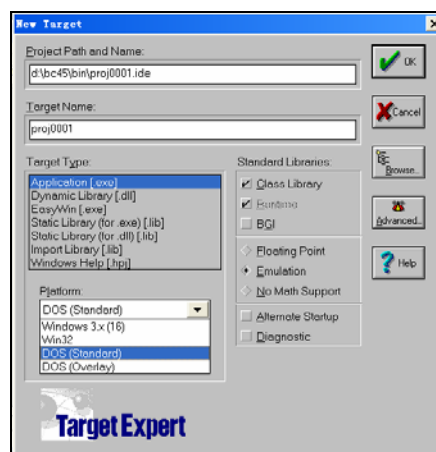 New Target
Project Path and Name:
d:\bc45\bin\proj0001.ide
Target Name:
proj0001
Target Type:
Application [.exe]
Dynamic Library [.dll]
EasyWin [.exe]
Static Library (for .exe) [.lib]
Static Library (for .dll) [.lib]
Import Library [.lib]
Windows Help [.hpj]
Platform:
DOS (Standard)
Windows 3.x (16)
Win32
DOS (Standard)
DOS (Overlay)
Standard Libraries:
Class Library
Runtime
BGI
Floating Point
Emulation
No Math Support
Alternate Startup
Diagnostic
OK
Cancel
Browse..
Advanced..
Help
Target Expert